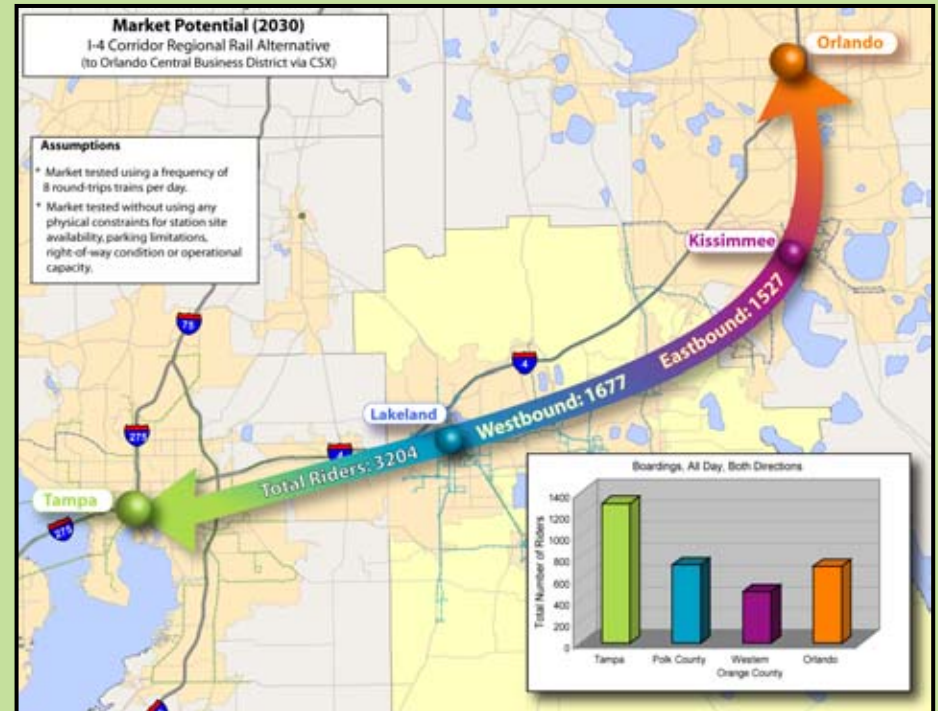 Market Potential (2030)
I-4 Corridor Regional Rail Alternative
(to Orlando Central Business District via CSX)
Orlando
Assumptions
* Market tested using a frequency of
8 round-trips trains per day.
* Market tested without using any
physical constraints for station site
availability, parking limitations,
right-of-way condition or operational
capacity.
Kissimmee
Eastbound: 1527
75
4
Westbound: 1677
Lakeland
275
4
Total Riders: 3204
Tampa
275
Boardings, All Day, Both Directions
Total Number of Riders
1400
1200
1000
800
600
400
200
0
Tampa
Polk County
Western
Orange County
Orlando